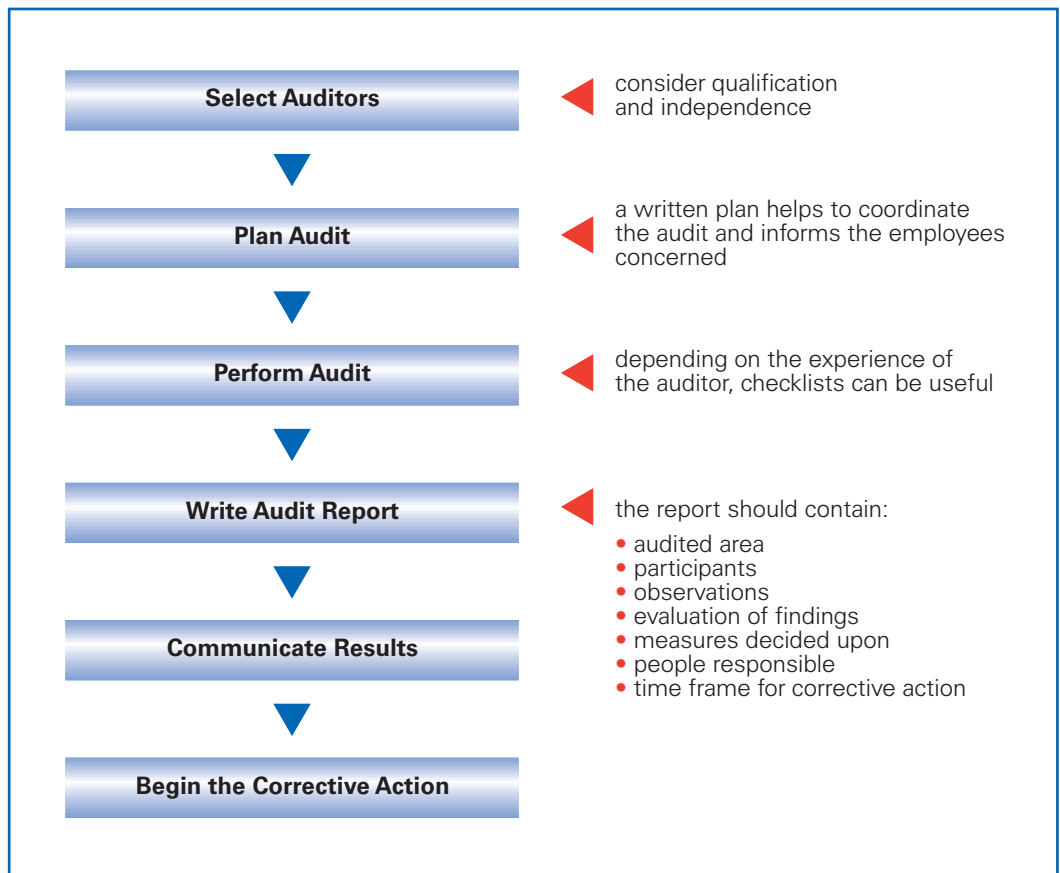 Select Auditors
consider qualification
and independence
Plan Audit
a written plan helps to coordinate
the audit and informs the employees
concerned
Perform Audit
depending on the experience of
the auditor, checklists can be useful
Write Audit Report
the report should contain:
• audited area
• participants
• observations
• evaluation of findings
• measures decided upon
• people responsible
• time frame for corrective action
Communicate Results
Begin the Corrective Action